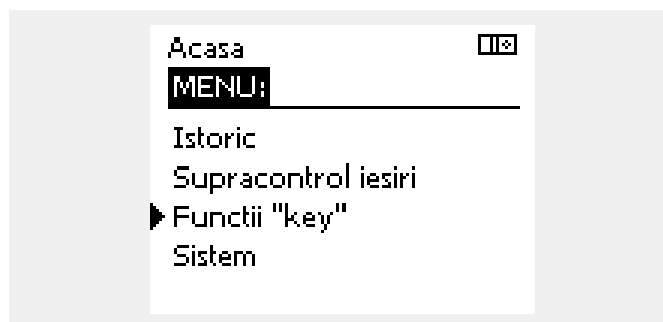 Acasa
MENU:
Istoric
Supracontrol iesiri
Functii "key"
Sistem